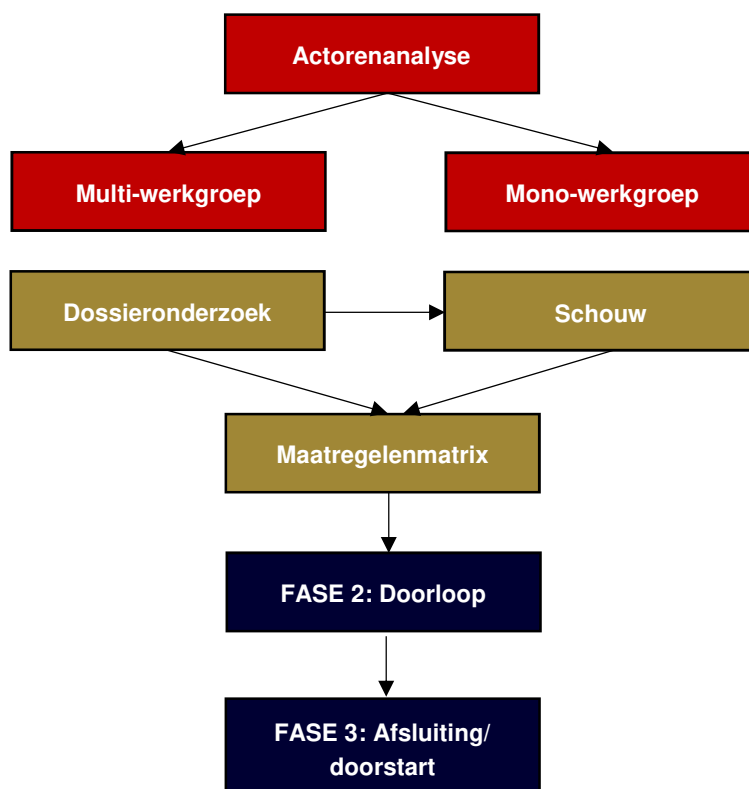 Actorenanalyse
Multi-werkgroep
Mono-werkgroep
Dossieronderzoek
Schouw
Maatregelenmatrix
FASE 2: Doorloop
FASE 3: Afsluiting/
doorstart